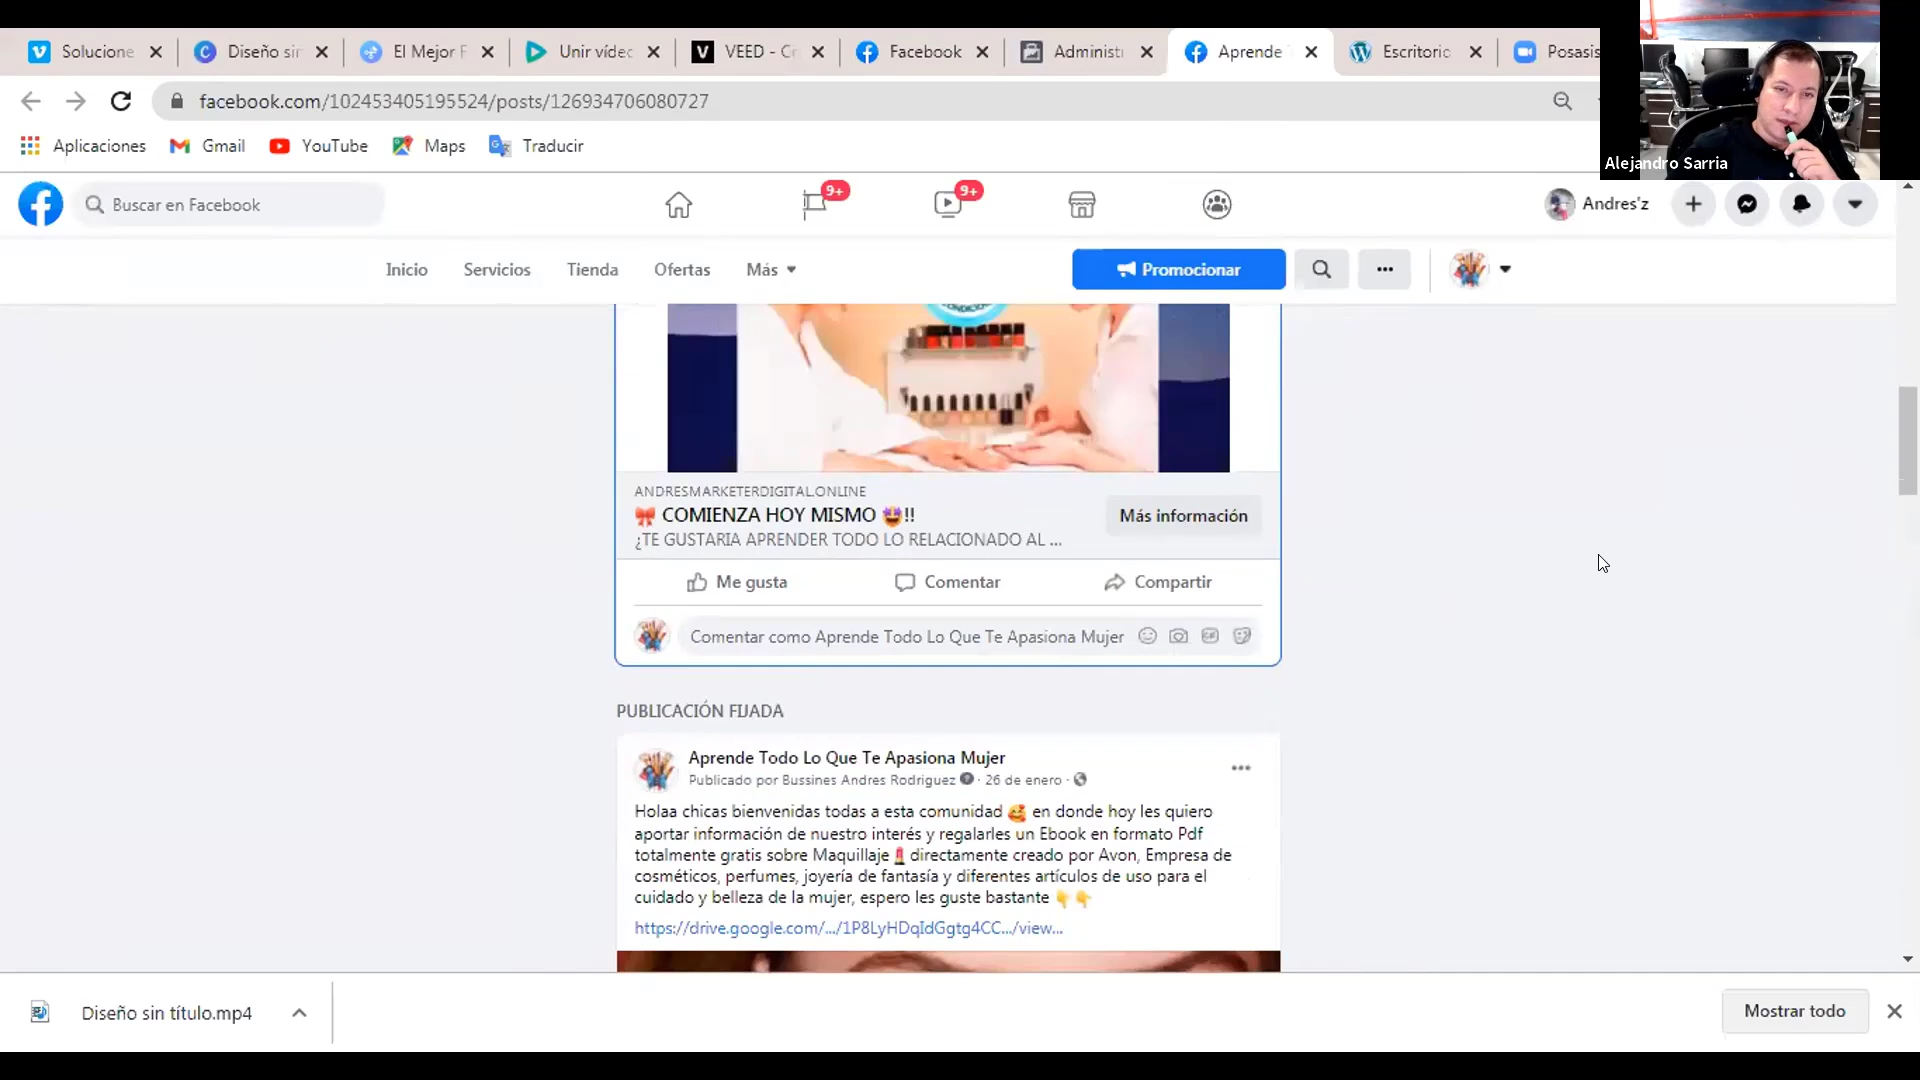 Solucione
Diseño sin
El Mejor F
Unir vídeo
VEED - Cr
Facebook
Administr
Aprende T
Escritorio
Posasis
facebook.com/102453405195524/posts/126934706080727
Aplicaciones
Gmail
YouTube
Maps
Traducir
Alejandro Sarria
Buscar en Facebook
9+
9+
Andres'z
Inicio
Servicios
Tienda
Ofertas
Más
Promocionar
ANDRESMARKETERDIGITAL.ONLINE
🎀 COMIENZA HOY MISMO 🤩!!
¿TE GUSTARIA APRENDER TODO LO RELACIONADO AL ...
Más información
Me gusta
Comentar
Compartir
Comentar como Aprende Todo Lo Que Te Apasiona Mujer
PUBLICACIÓN FIJADA
Aprende Todo Lo Que Te Apasiona Mujer
Publicado por Bussines Andres Rodriguez · 26 de enero ·
Holaa chicas bienvenidas todas a esta comunidad 🥰 en donde hoy les quiero
aportar información de nuestro interés y regalarles un Ebook en formato Pdf
totalmente gratis sobre Maquillaje💄directamente creado por Avon, Empresa de
cosméticos, perfumes, joyería de fantasía y diferentes artículos de uso para el
cuidado y belleza de la mujer, espero les guste bastante 👇👇
https://drive.google.com/.../1P8LyHDqIdGgtg4CC.../view...
Diseño sin título.mp4
Mostrar todo